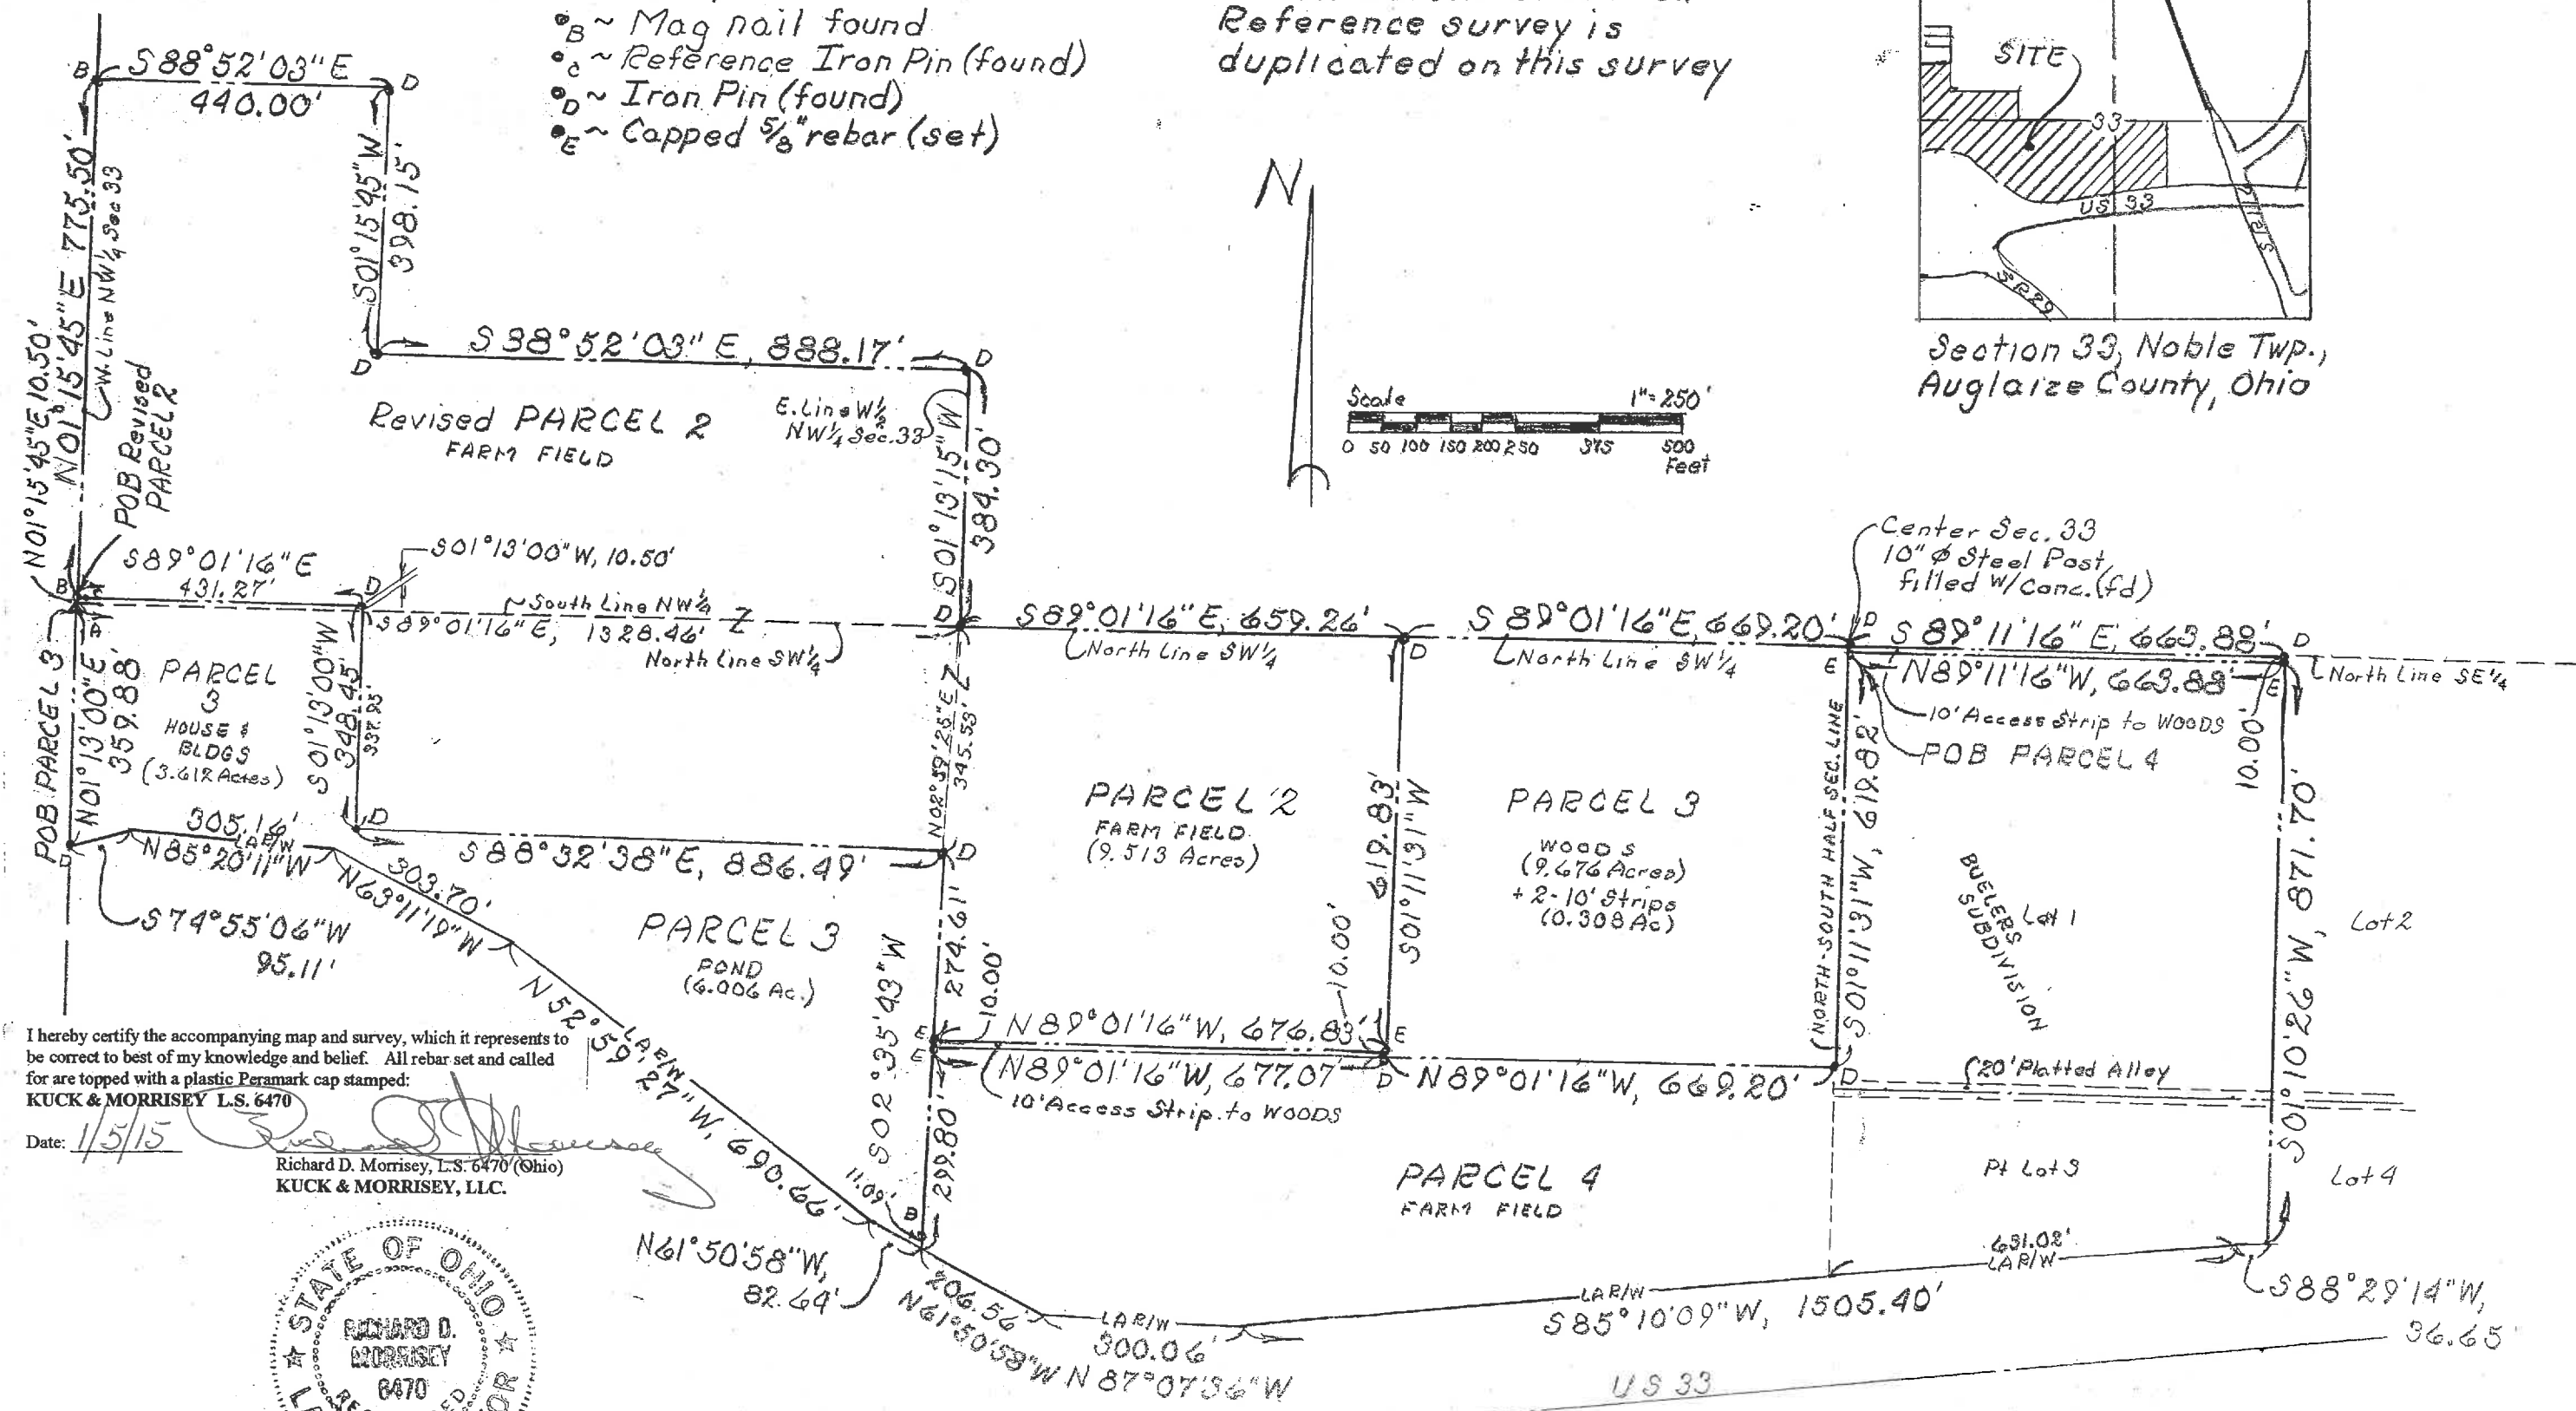 •B ~ Mag nail found
•C ~ Reference Iron Pin (found)
•D ~ Iron Pin (found)
•E ~ Capped 5/8" rebar (set)
Reference survey is
duplicated on this survey
SITE
33
US 33
SR 29
Section 33, Noble Twp.,
Auglaize County, Ohio
N
Scale 1"=250'
0 50 100 150 200 250 375 500
Feet
B
S88°52'03"E
440.00'
D
N01°15'45"E 775.50'
W. Line NW¼ Sec 33
S01°15'45"W
398.15'
D
S38°52'03"E, 888.17'
D
Revised PARCEL 2
FARM FIELD
E. Line W½
NW¼ Sec.33
S01°13'15"W
384.30'
N01°15'45"E 10.50'
POB Revised
PARCEL 2
S89°01'16"E
431.27'
S01°13'00"W, 10.50'
B
A
D
South Line NW¼
S89°01'16"E, 1328.46'
North Line SW¼
D
S89°01'16"E, 659.26'
North Line SW¼
D
S89°01'16"E, 669.20'
North Line SW¼
Center Sec. 33
10" ϕ Steel Post
filled w/Conc. (fd)
D
E
S89°11'16"E, 663.88'
N89°11'16"W, 663.88'
D
E
North Line SE¼
10' Access Strip to WOODS
POB PARCEL 4
10.00'
POB PARCEL 3
N01°13'00"E
359.88'
PARCEL
3
HOUSE &
BLDGS
(3.612 Acres)
S01°13'00"W
348.45'
337.95'
N02°59'25"E
345.53'
PARCEL 2
FARM FIELD
(9.513 Acres)
619.83'
S01°11'31"W
PARCEL 3
WOODS
(9.676 Acres)
+ 2-10' Strips
(0.308 Ac)
(NORTH-SOUTH HALF SEC. LINE
S01°11'31"W, 619.82'
BUELERS
SUBDIVISION
Lot 1
S01°10'26"W, 871.70'
Lot 2
D
305.16'
LAR/W
N85°20'11"W
D
S88°32'38"E, 886.49'
D
303.70'
N63°11'19"W
S74°55'06"W
95.11'
PARCEL 3
POND
(6.006 Ac.)
N52°59'27"W, 690.66'
LAR/W
S02°35'43"W
274.61'
10.00'
10.00'
E
E
N89°01'16"W, 676.83'
E
N89°01'16"W, 677.07'
D
10' Access Strip to WOODS
N89°01'16"W, 669.20'
D
20' Platted Alley
299.80'
11.09'
B
PARCEL 4
FARM FIELD
Pt Lot 3
Lot 4
N61°50'58"W,
82.64'
206.56'
N61°50'58"W
LAR/W
300.06'
N87°07'36"W
LAR/W
S85°10'09"W, 1505.40'
631.02'
LAR/W
S88°29'14"W,
36.65'
US 33
I hereby certify the accompanying map and survey, which it represents to
be correct to best of my knowledge and belief. All rebar set and called
for are topped with a plastic Peramark cap stamped:
KUCK & MORRISEY L.S. 6470
Date: 1/5/15
Richard D. Morrisey, L.S. 6470 (Ohio)
KUCK & MORRISEY, LLC.
STATE OF OHIO
RICHARD D.
MORRISEY
6470